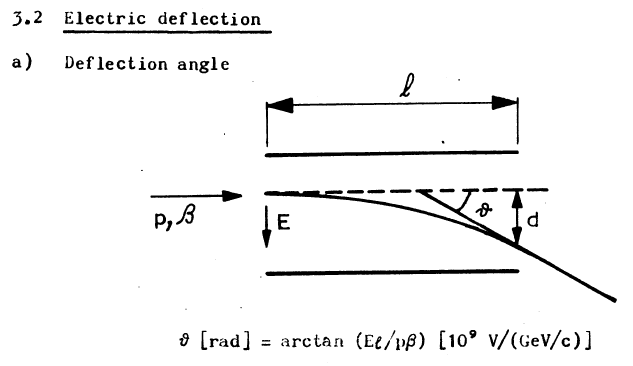 3.2 Electric deflection
a) Deflection angle
ℓ
p, β
E
ϑ
d
ϑ [rad] = arctan (Eℓ/pβ) [10⁹ V/(GeV/c)]